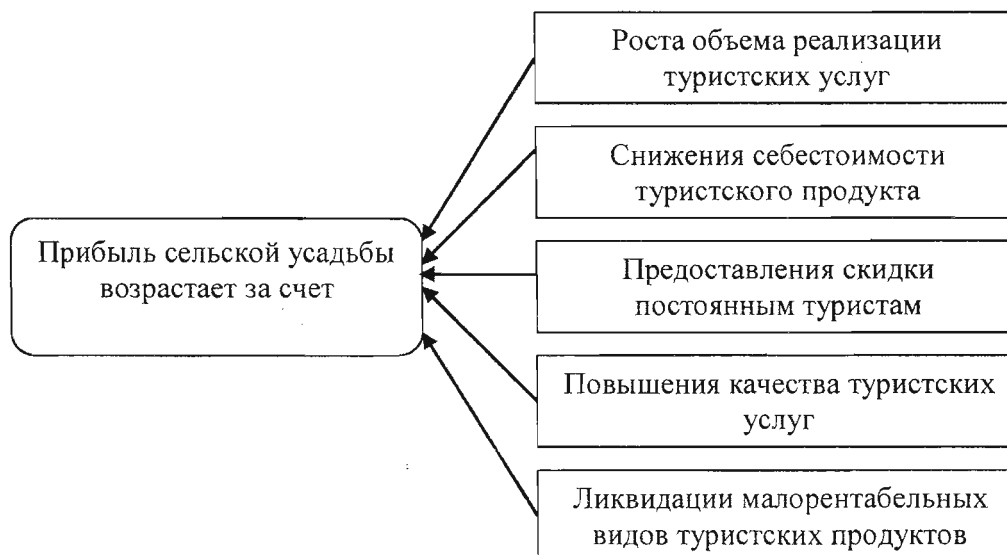 Прибыль сельской усадьбы
возрастает за счет
Роста объема реализации
туристских услуг
Снижения себестоимости
туристского продукта
Предоставления скидки
постоянным туристам
Повышения качества туристских
услуг
Ликвидации малорентабельных
видов туристских продуктов